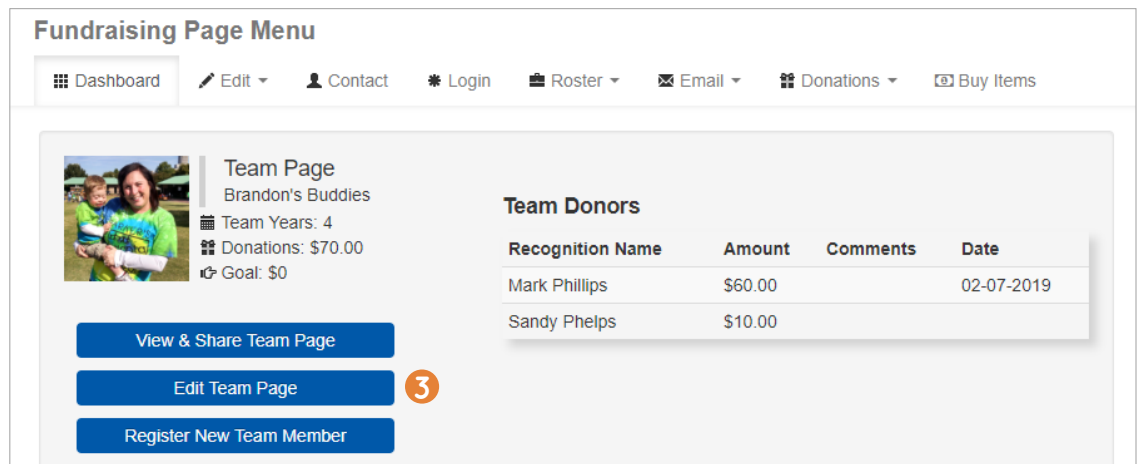 Fundraising Page Menu
Dashboard Edit Contact Login Roster Email Donations Buy Items
Team Page
Brandon's Buddies
Team Years: 4
Donations: $70.00
Goal: $0
View & Share Team Page
Edit Team Page 3
Register New Team Member
Team Donors
Recognition Name Amount Comments Date
Mark Phillips $60.00 02-07-2019
Sandy Phelps $10.00